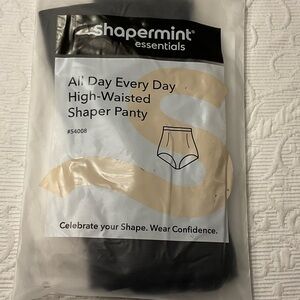 shapermint
essentials
All Day Every Day
High-Waisted
Shaper Panty
#54008
Celebrate your Shape. Wear Confidence.